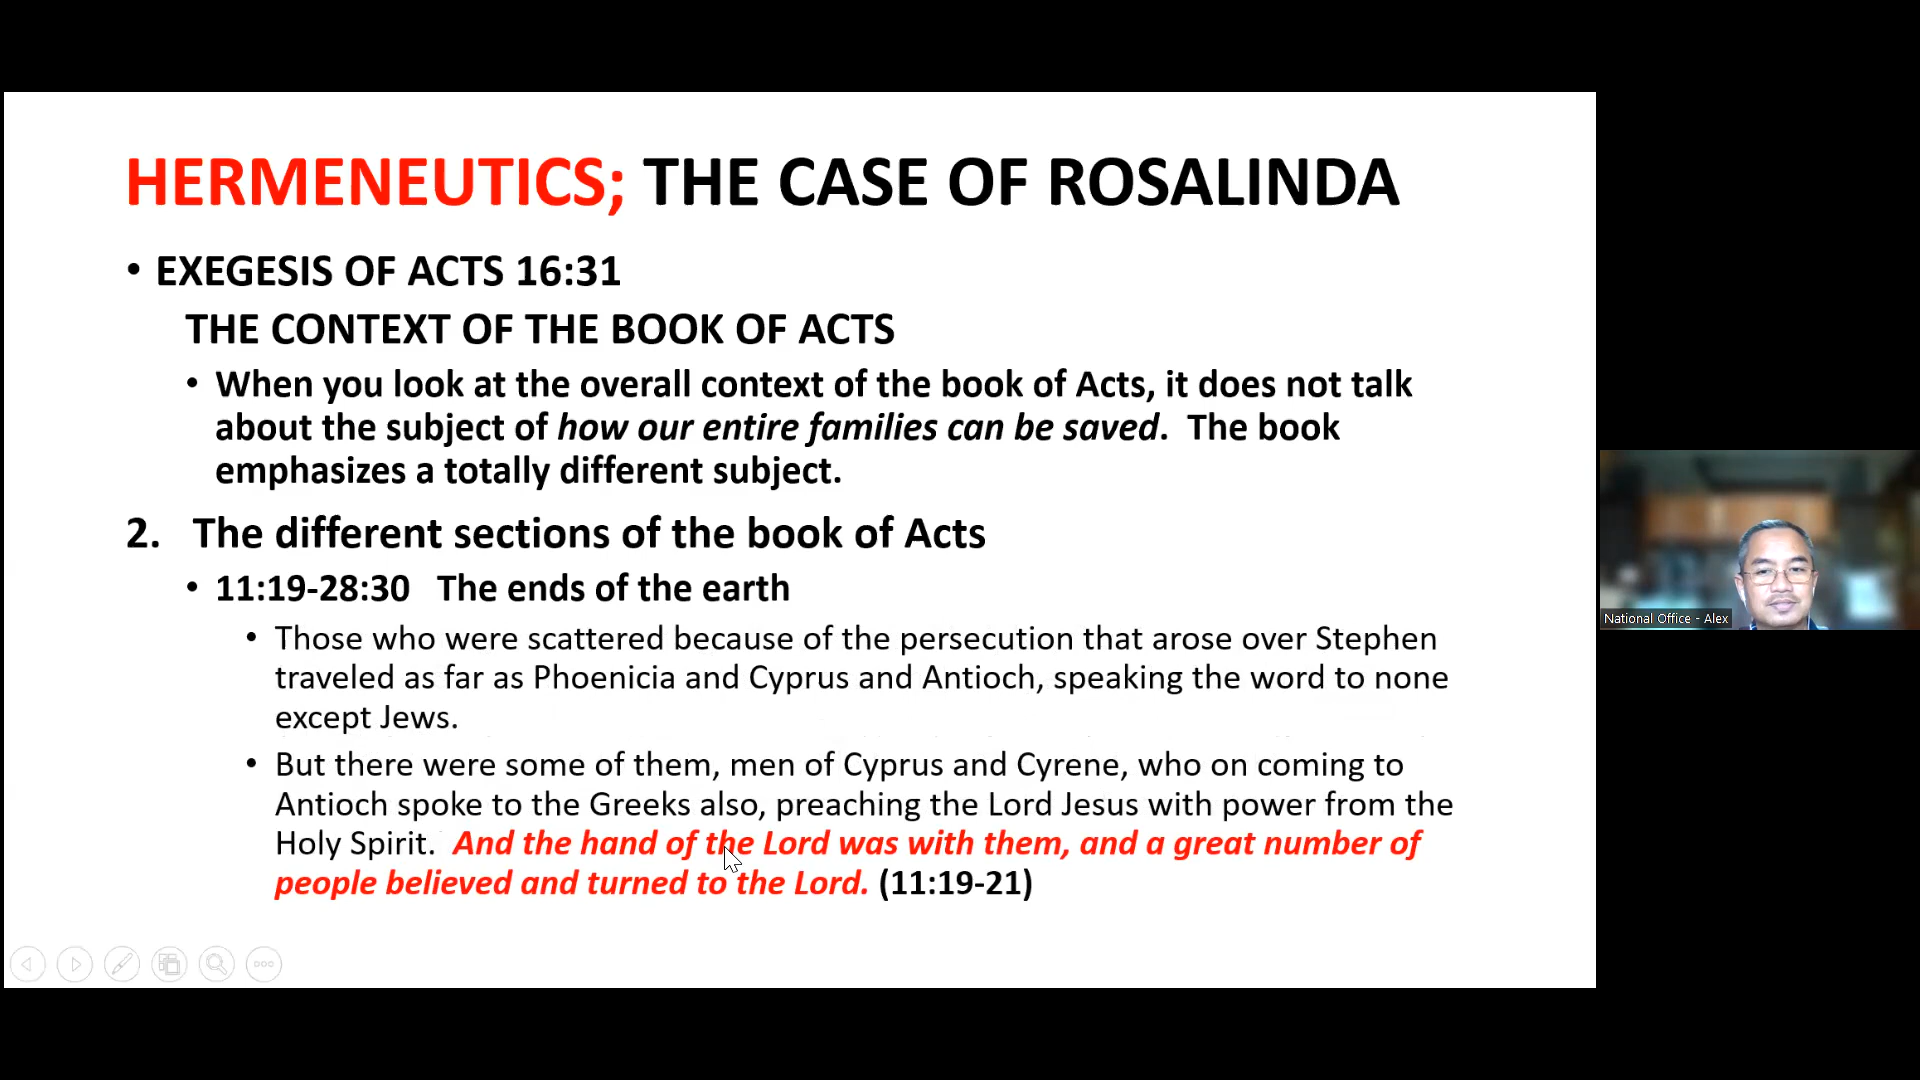 HERMENEUTICS; THE CASE OF ROSALINDA
• EXEGESIS OF ACTS 16:31
THE CONTEXT OF THE BOOK OF ACTS
• When you look at the overall context of the book of Acts, it does not talk
about the subject of how our entire families can be saved. The book
emphasizes a totally different subject.
2. The different sections of the book of Acts
• 11:19-28:30 The ends of the earth
• Those who were scattered because of the persecution that arose over Stephen
traveled as far as Phoenicia and Cyprus and Antioch, speaking the word to none
except Jews.
• But there were some of them, men of Cyprus and Cyrene, who on coming to
Antioch spoke to the Greeks also, preaching the Lord Jesus with power from the
Holy Spirit. And the hand of the Lord was with them, and a great number of
people believed and turned to the Lord. (11:19-21)
National Office - Alex